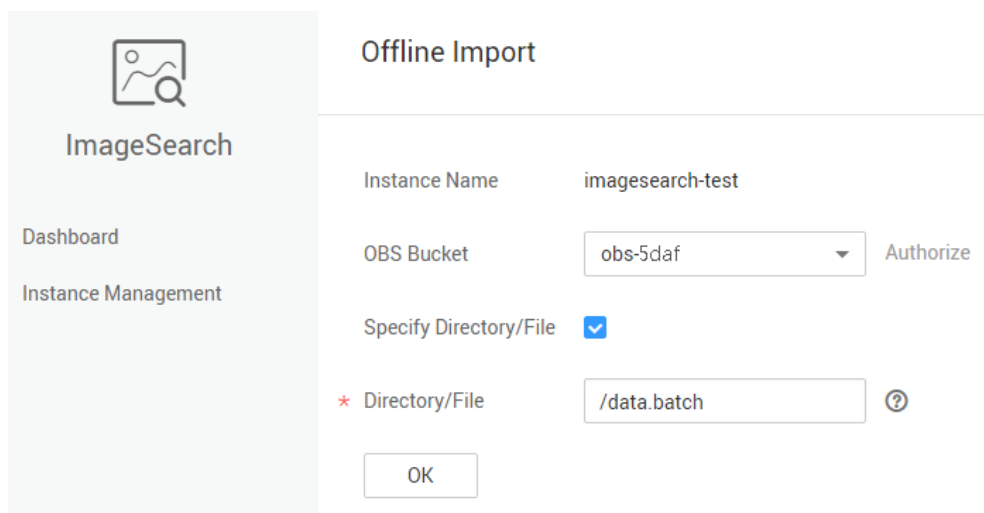 ImageSearch
Dashboard
Instance Management
Offline Import
Instance Name imagesearch-test
OBS Bucket obs-5daf Authorize
Specify Directory/File
* Directory/File /data.batch ?
OK